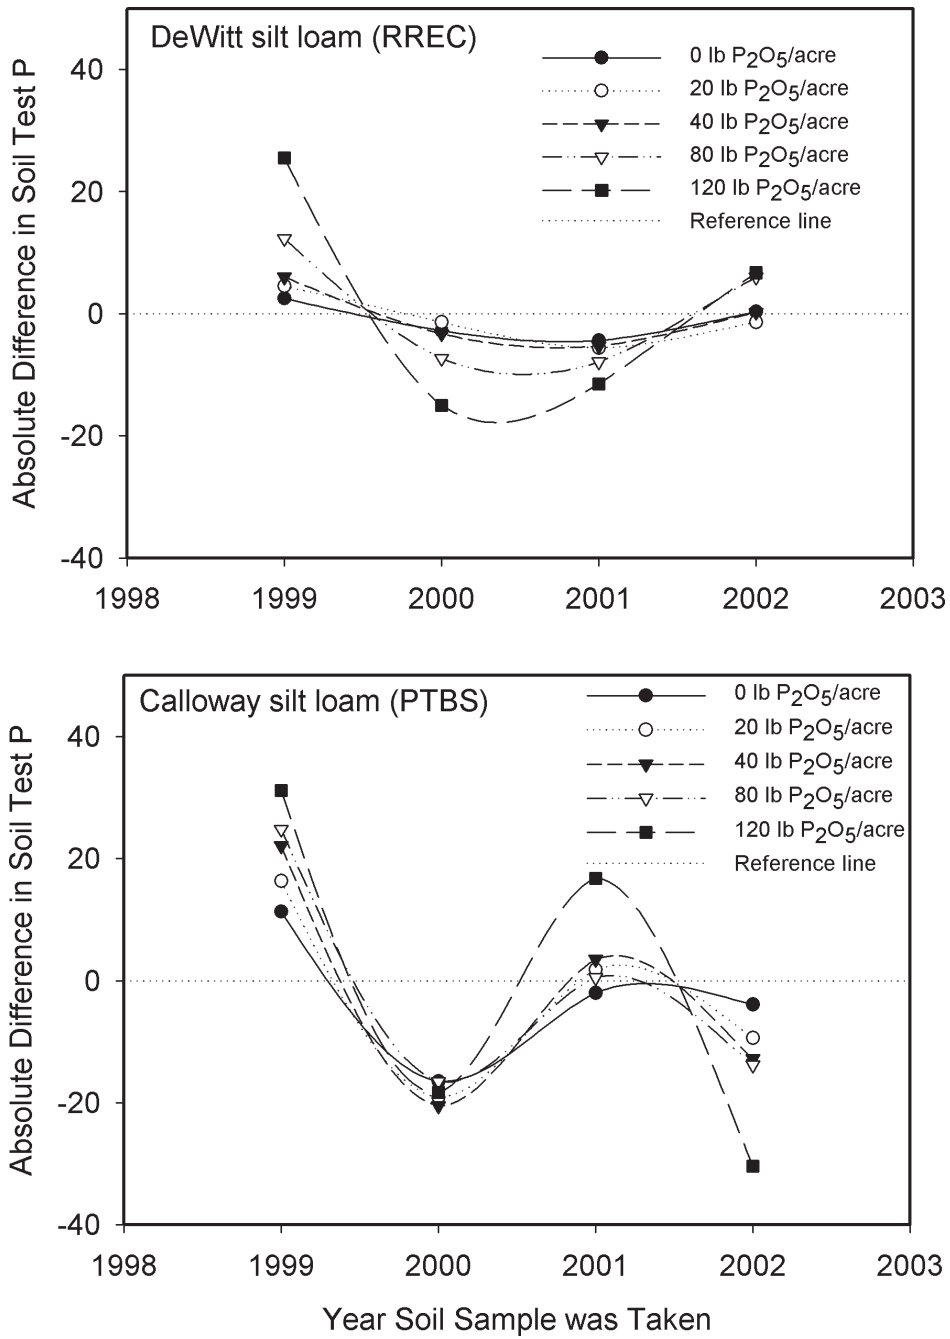 DeWitt silt loam (RREC)
0 lb P2O5/acre
20 lb P2O5/acre
40 lb P2O5/acre
80 lb P2O5/acre
120 lb P2O5/acre
Reference line
Absolute Difference in Soil Test P
40
20
0
-20
-40
1998 1999 2000 2001 2002 2003
Calloway silt loam (PTBS)
0 lb P2O5/acre
20 lb P2O5/acre
40 lb P2O5/acre
80 lb P2O5/acre
120 lb P2O5/acre
Reference line
Absolute Difference in Soil Test P
40
20
0
-20
-40
1998 1999 2000 2001 2002 2003
Year Soil Sample was Taken